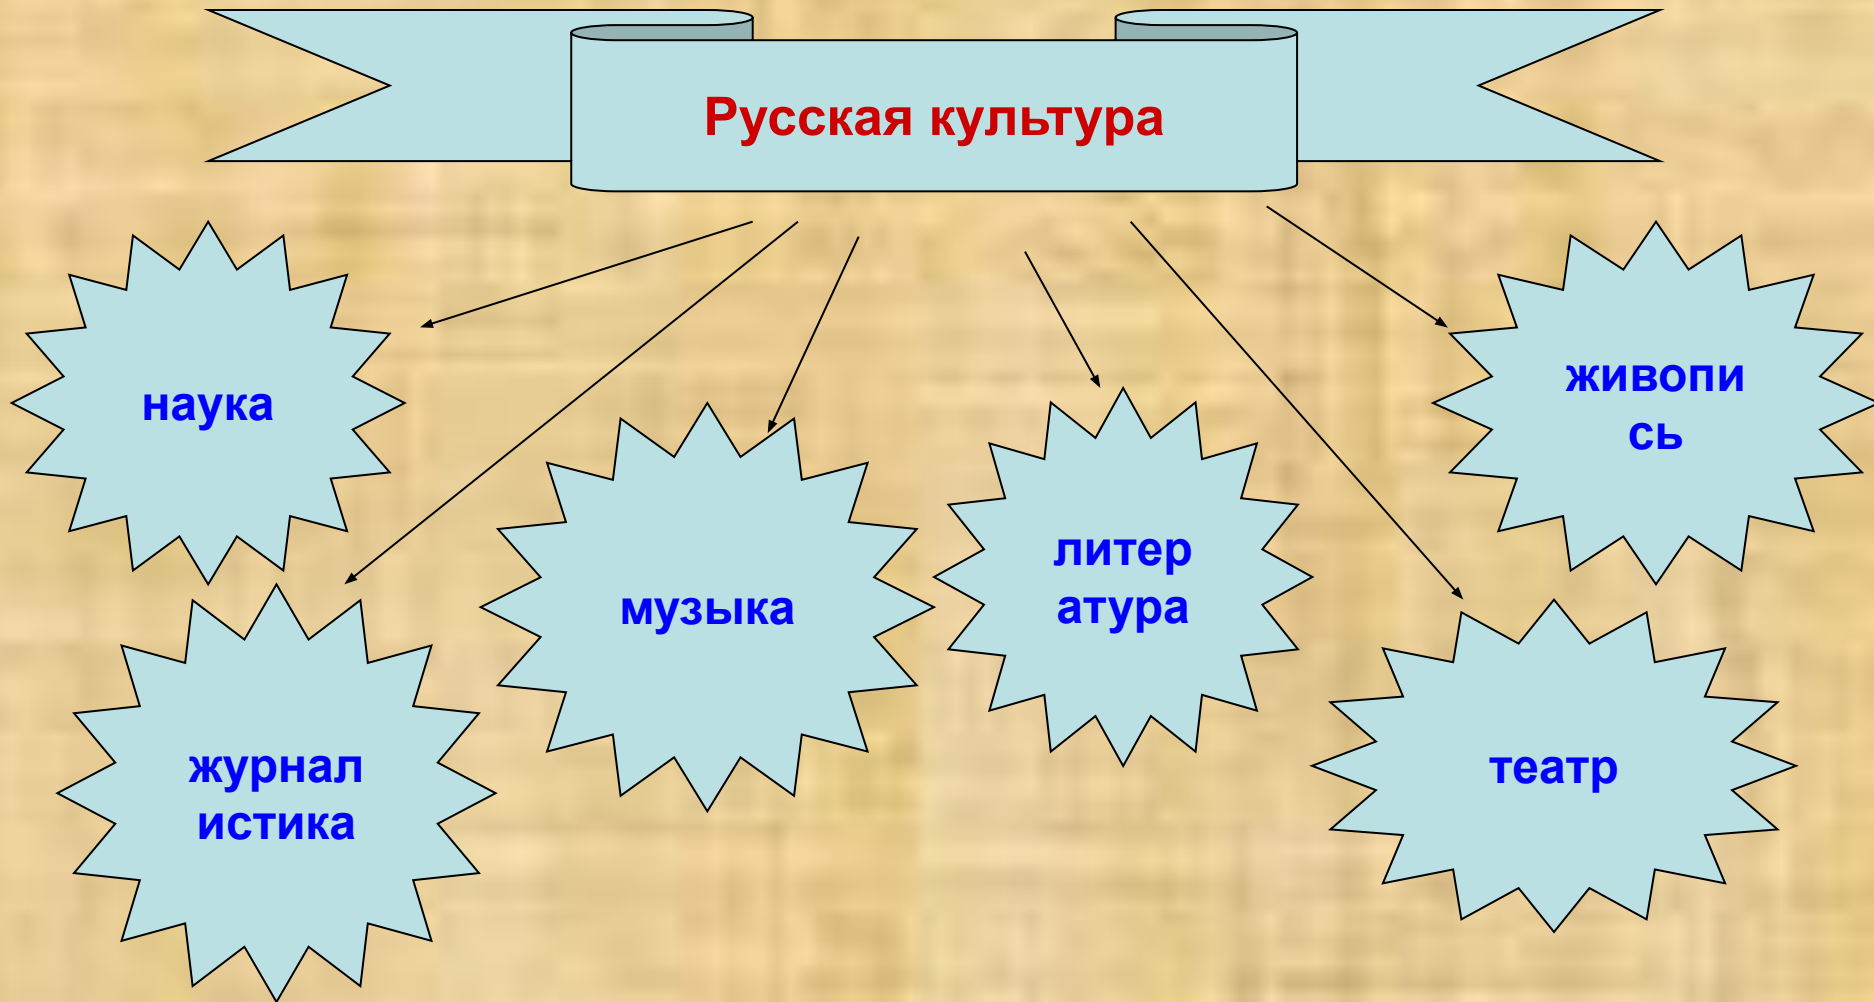 Русская культура
наука
живопи
сь
музыка
литер
атура
журнал
истика
театр